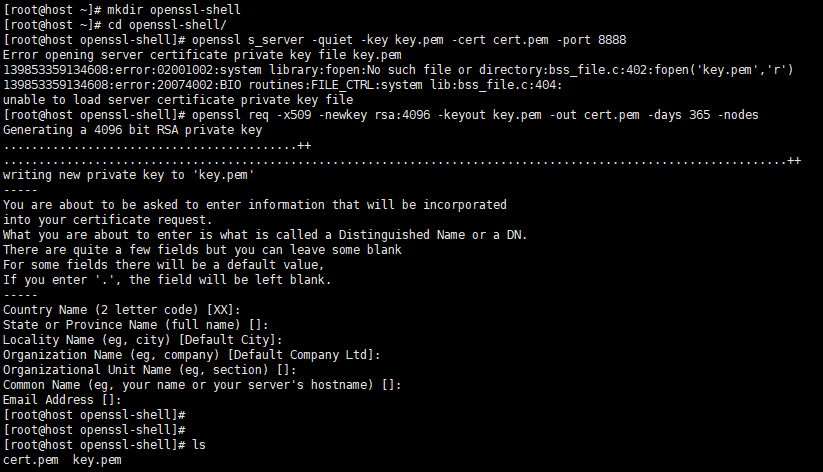 [root@host ~]# mkdir openssl-shell
[root@host ~]# cd openssl-shell/
[root@host openssl-shell]# openssl s_server -quiet -key key.pem -cert cert.pem -port 8888
Error opening server certificate private key file key.pem
139853359134608:error:02001002:system library:fopen:No such file or directory:bss_file.c:402:fopen('key.pem','r')
139853359134608:error:20074002:BIO routines:FILE_CTRL:system lib:bss_file.c:404:
unable to load server certificate private key file
[root@host openssl-shell]# openssl req -x509 -newkey rsa:4096 -keyout key.pem -out cert.pem -days 365 -nodes
Generating a 4096 bit RSA private key
..........................................++
................................................................................................................++
writing new private key to 'key.pem'
-----
You are about to be asked to enter information that will be incorporated
into your certificate request.
What you are about to enter is what is called a Distinguished Name or a DN.
There are quite a few fields but you can leave some blank
For some fields there will be a default value,
If you enter '.', the field will be left blank.
-----
Country Name (2 letter code) [XX]:
State or Province Name (full name) []:
Locality Name (eg, city) [Default City]:
Organization Name (eg, company) [Default Company Ltd]:
Organizational Unit Name (eg, section) []:
Common Name (eg, your name or your server's hostname) []:
Email Address []:
[root@host openssl-shell]#
[root@host openssl-shell]#
[root@host openssl-shell]# ls
cert.pem  key.pem